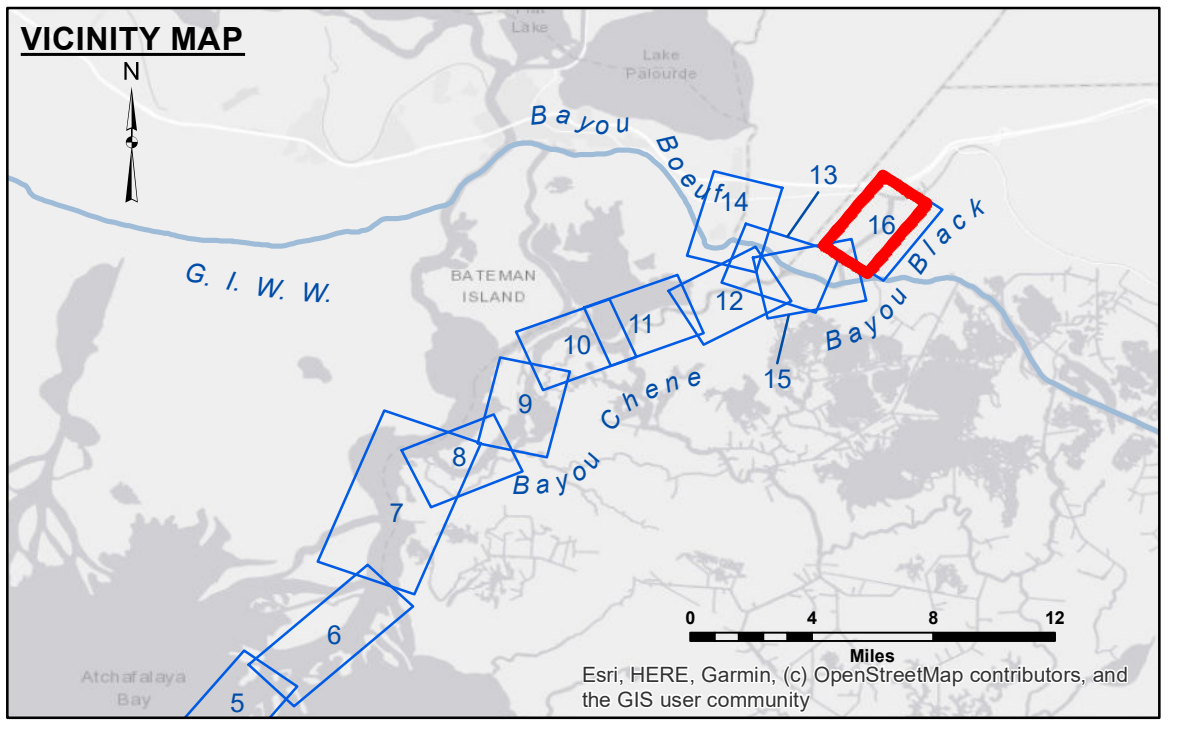 VICINITY MAP
N
Flat
Lake
Lake
Palourde
Bayou
Boeuf
13
14
16
Black
G. I. W. W.
BATEMAN
ISLAND
12
11
10
Bayou
15
Chene
9
8
Bayou
7
6
0 4 8 12
Miles
Esri, HERE, Garmin, (c) OpenStreetMap contributors, and
the GIS user community
Atchafalaya
Bay
5